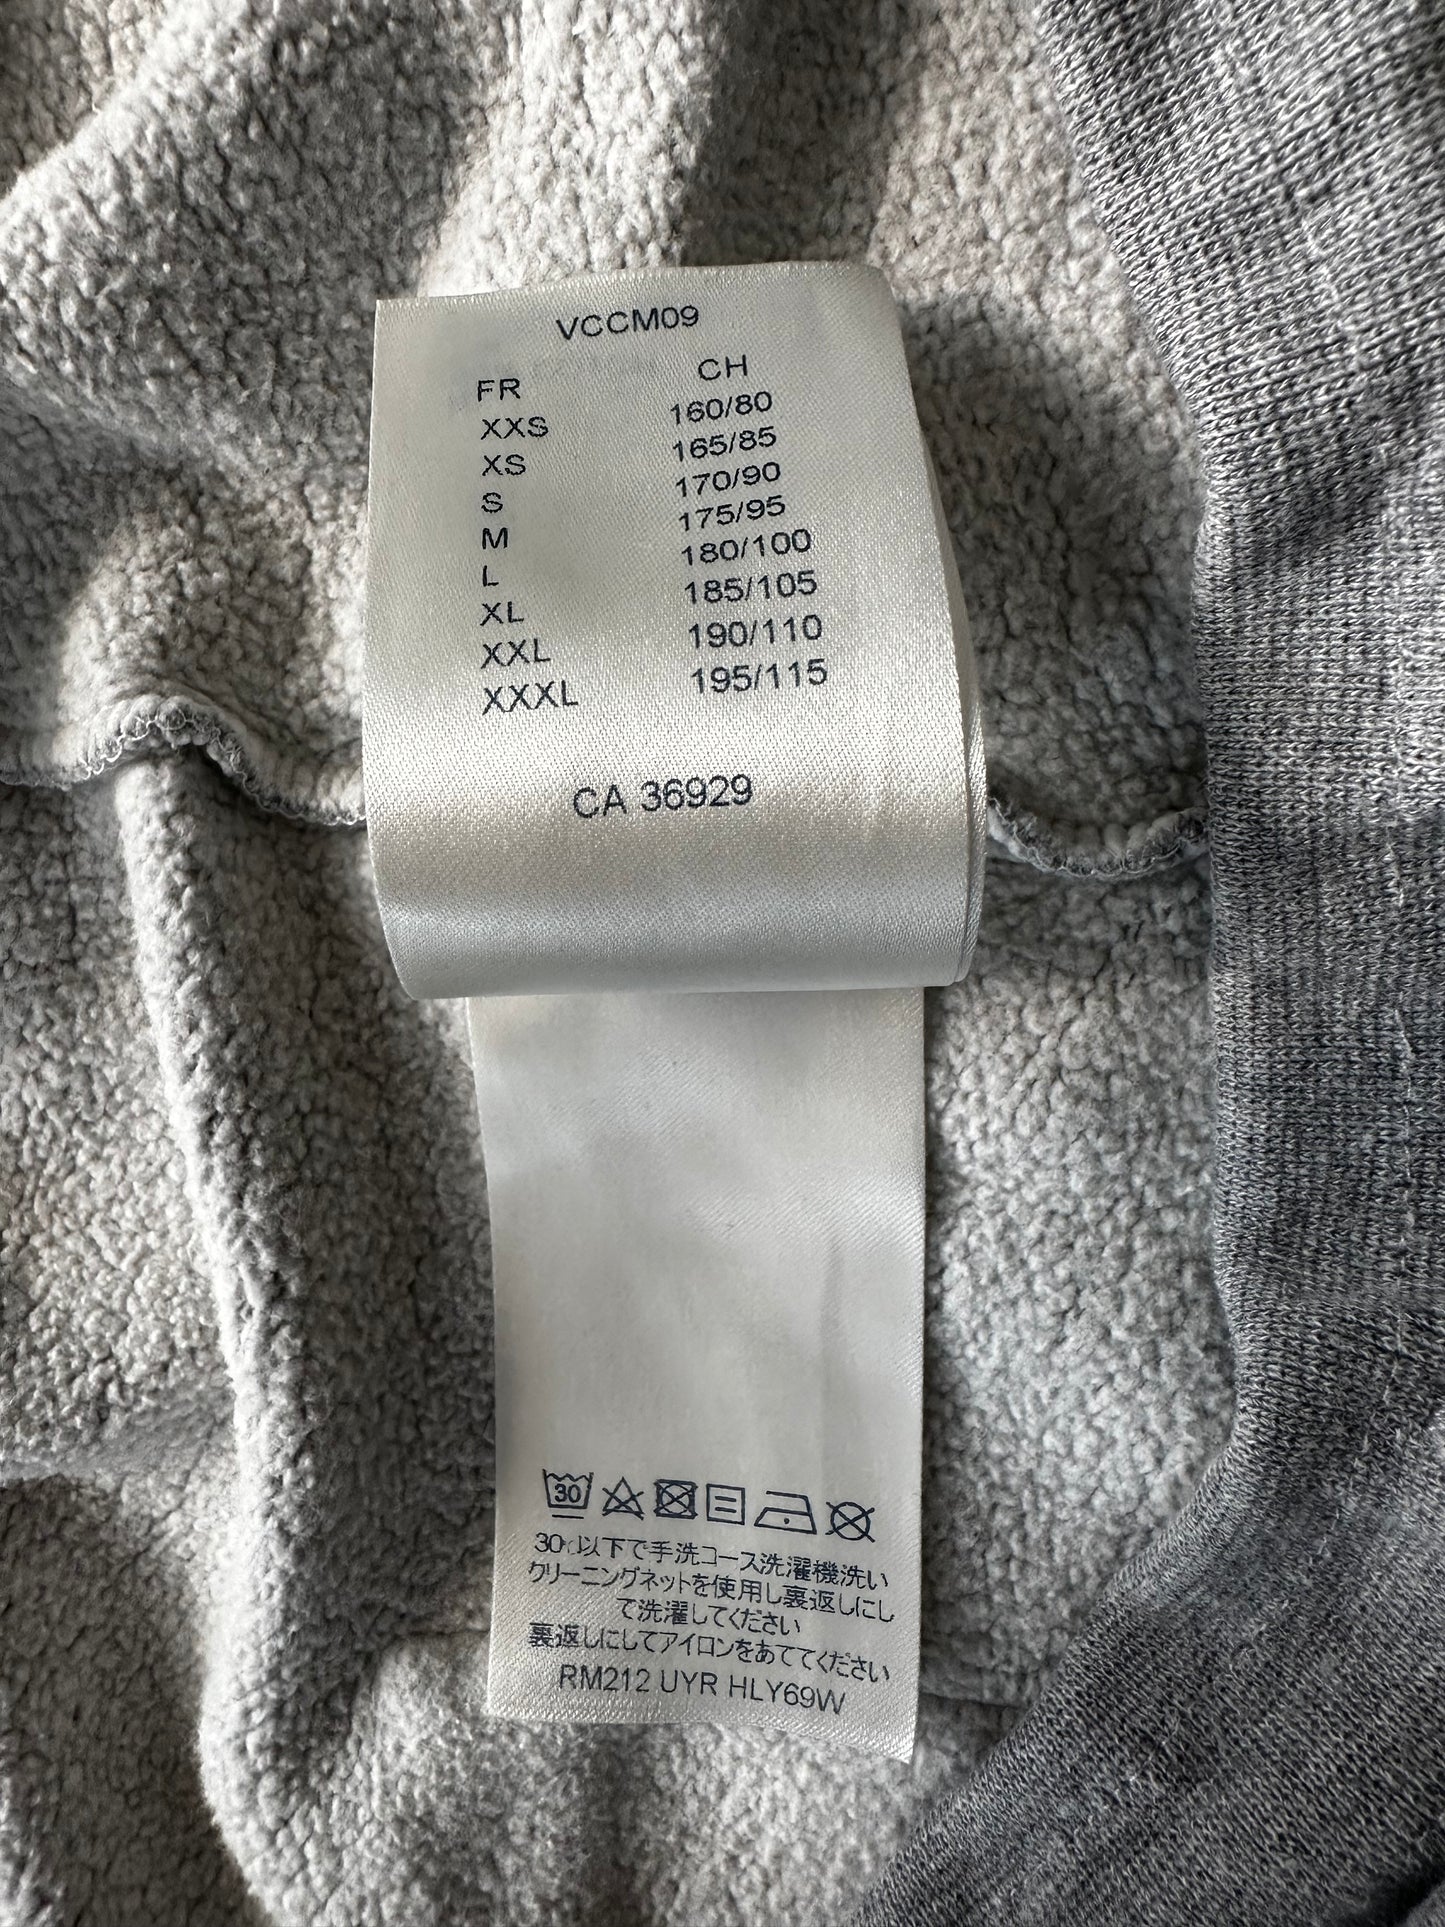 VCCM09
FR CH
XXS 160/80
XS 165/85
S 170/90
M 175/95
L 180/100
XL 185/105
XXL 190/110
XXXL 195/115
CA 36929
30
30℃以下で手洗コース洗濯機洗い
クリーニングネットを使用し裏返しにし
て洗濯してください
裏返しにしてアイロンをあててください
RM212 UYR HLY69W